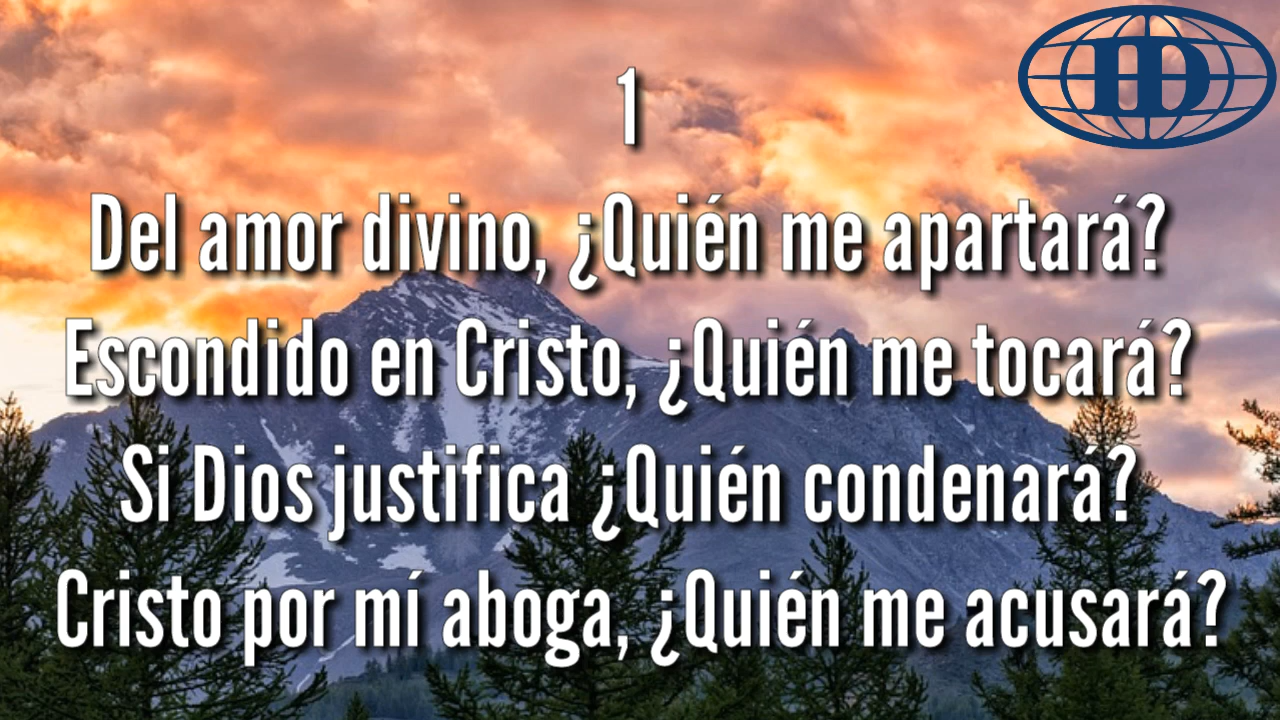 1
Del amor divino, ¿Quién me apartará?
Escondido en Cristo, ¿Quién me tocará?
Si Dios justifica ¿Quién condenará?
Cristo por mí aboga, ¿Quién me acusará?